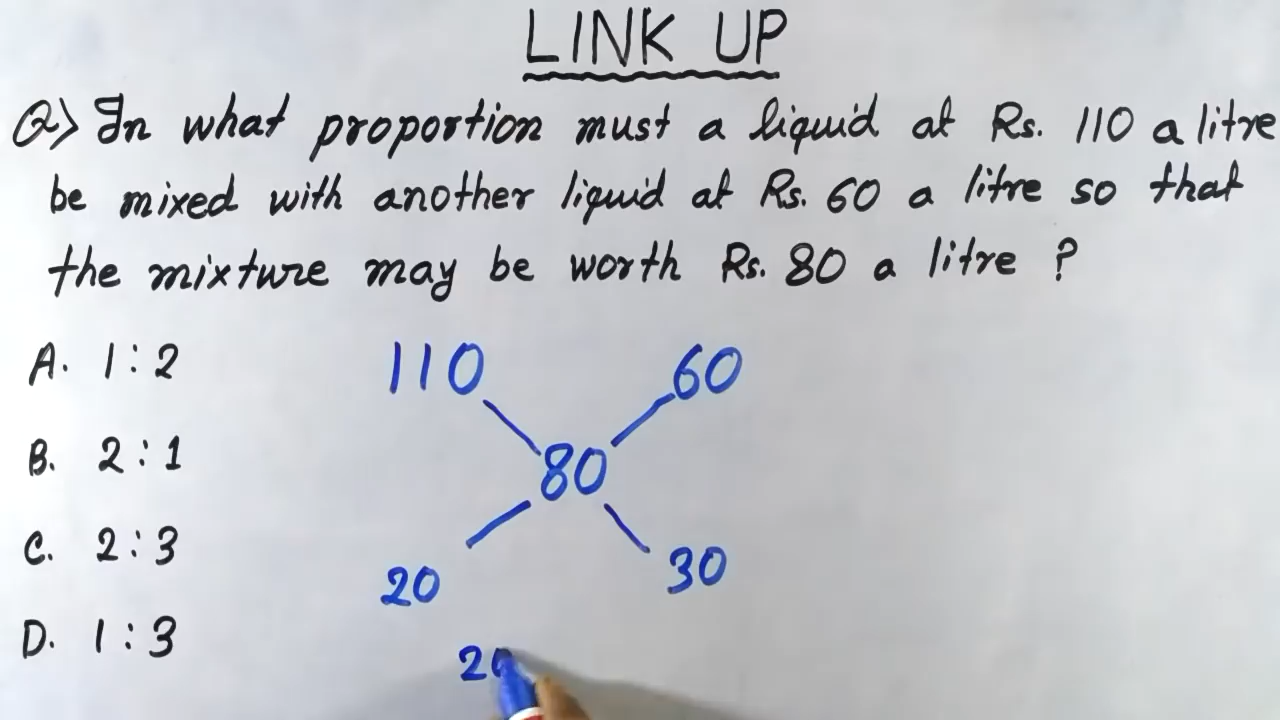 LINK UP
Q> In what proportion must a liquid at Rs. 110 a litre
be mixed with another liquid at Rs. 60 a litre so that
the mixture may be worth Rs. 80 a litre ?
A. 1 : 2
B. 2 : 1
C. 2 : 3
D. 1 : 3
110 60
80
20 30
20